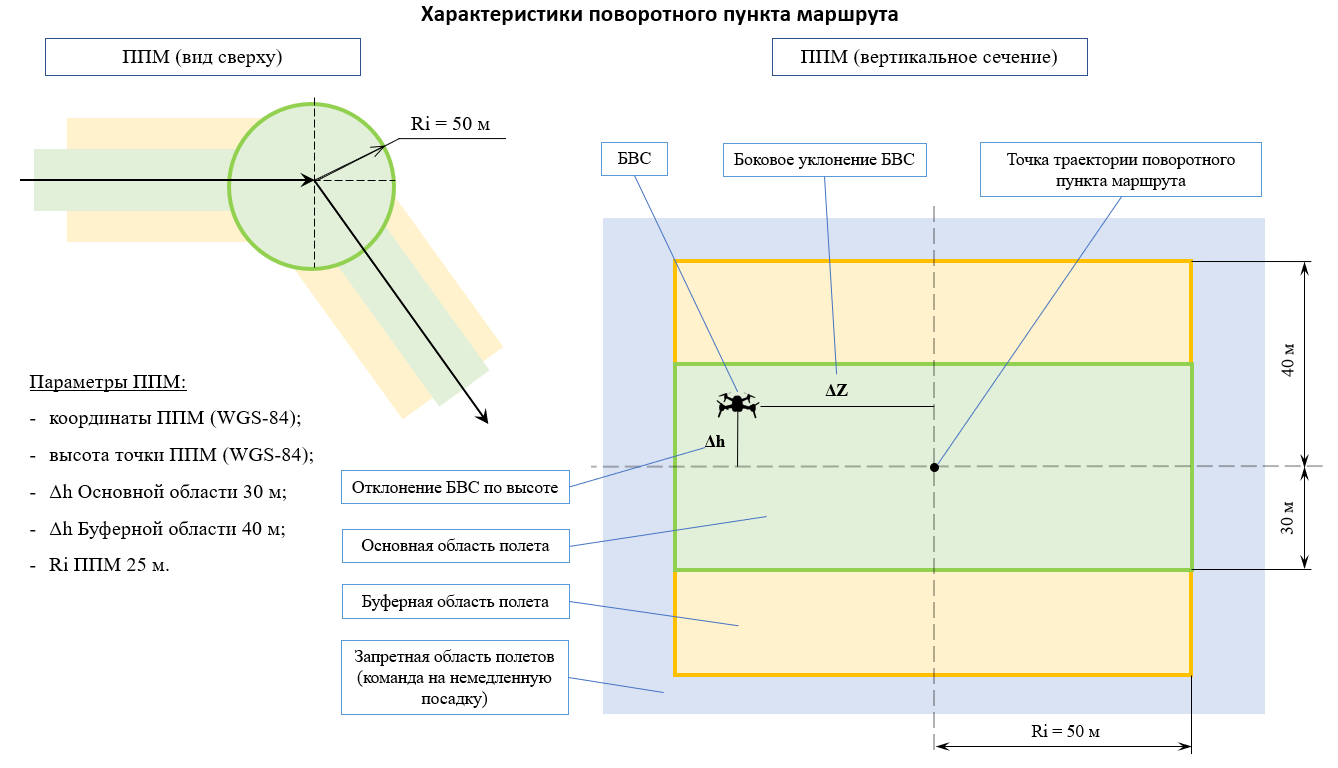 Характеристики поворотного пункта маршрута
ППМ (вид сверху)
ППМ (вертикальное сечение)
Ri = 50 м
БВС
Боковое уклонение БВС
Точка траектории поворотного
пункта маршрута
Параметры ППМ:
- координаты ППМ (WGS-84);
- высота точки ППМ (WGS-84);
- Δh Основной области 30 м;
- Δh Буферной области 40 м;
- Ri ППМ 25 м.
ΔZ
Δh
40 м
30 м
Отклонение БВС по высоте
Основная область полета
Буферная область полета
Запретная область полетов
(команда на немедленную
посадку)
Ri = 50 м